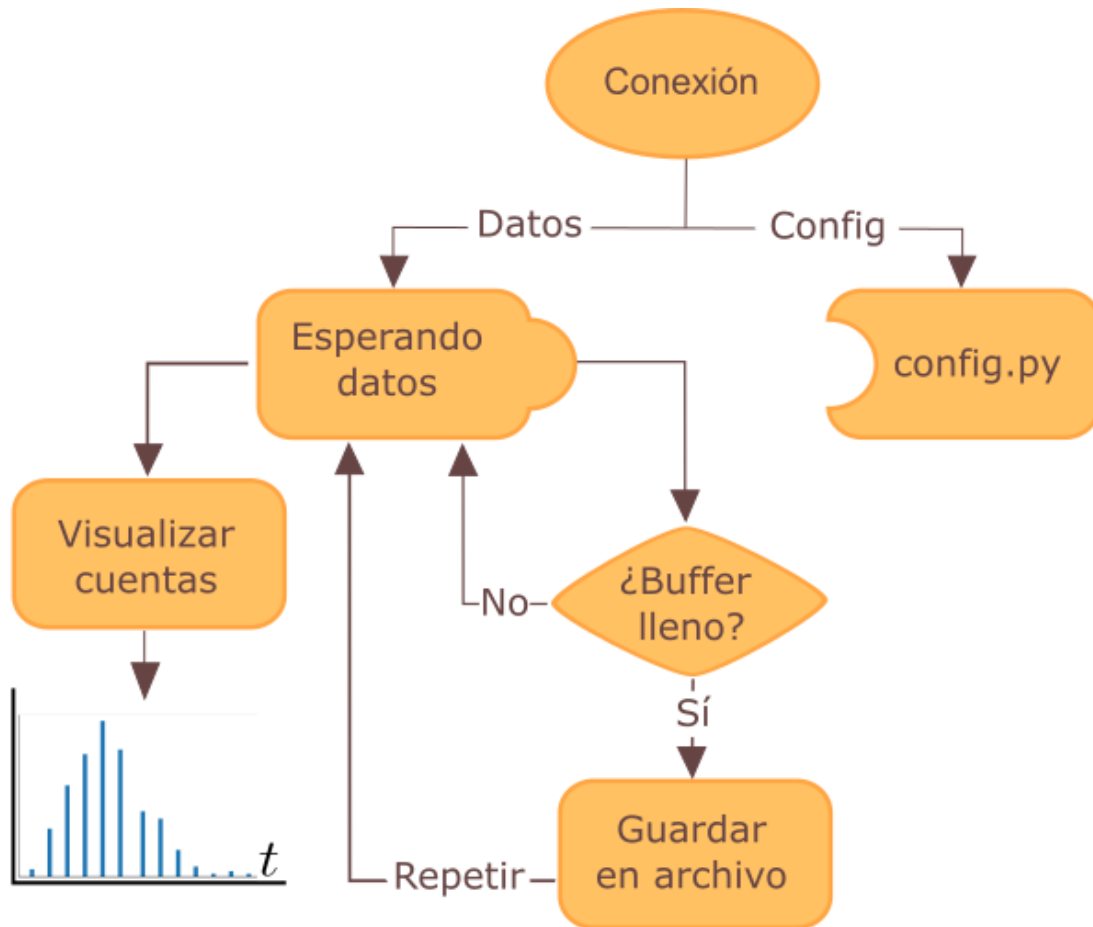 Conexión
Datos
Config
Esperando
datos
config.py
Visualizar
cuentas
¿Buffer
lleno?
No
Sí
t
Guardar
en archivo
Repetir